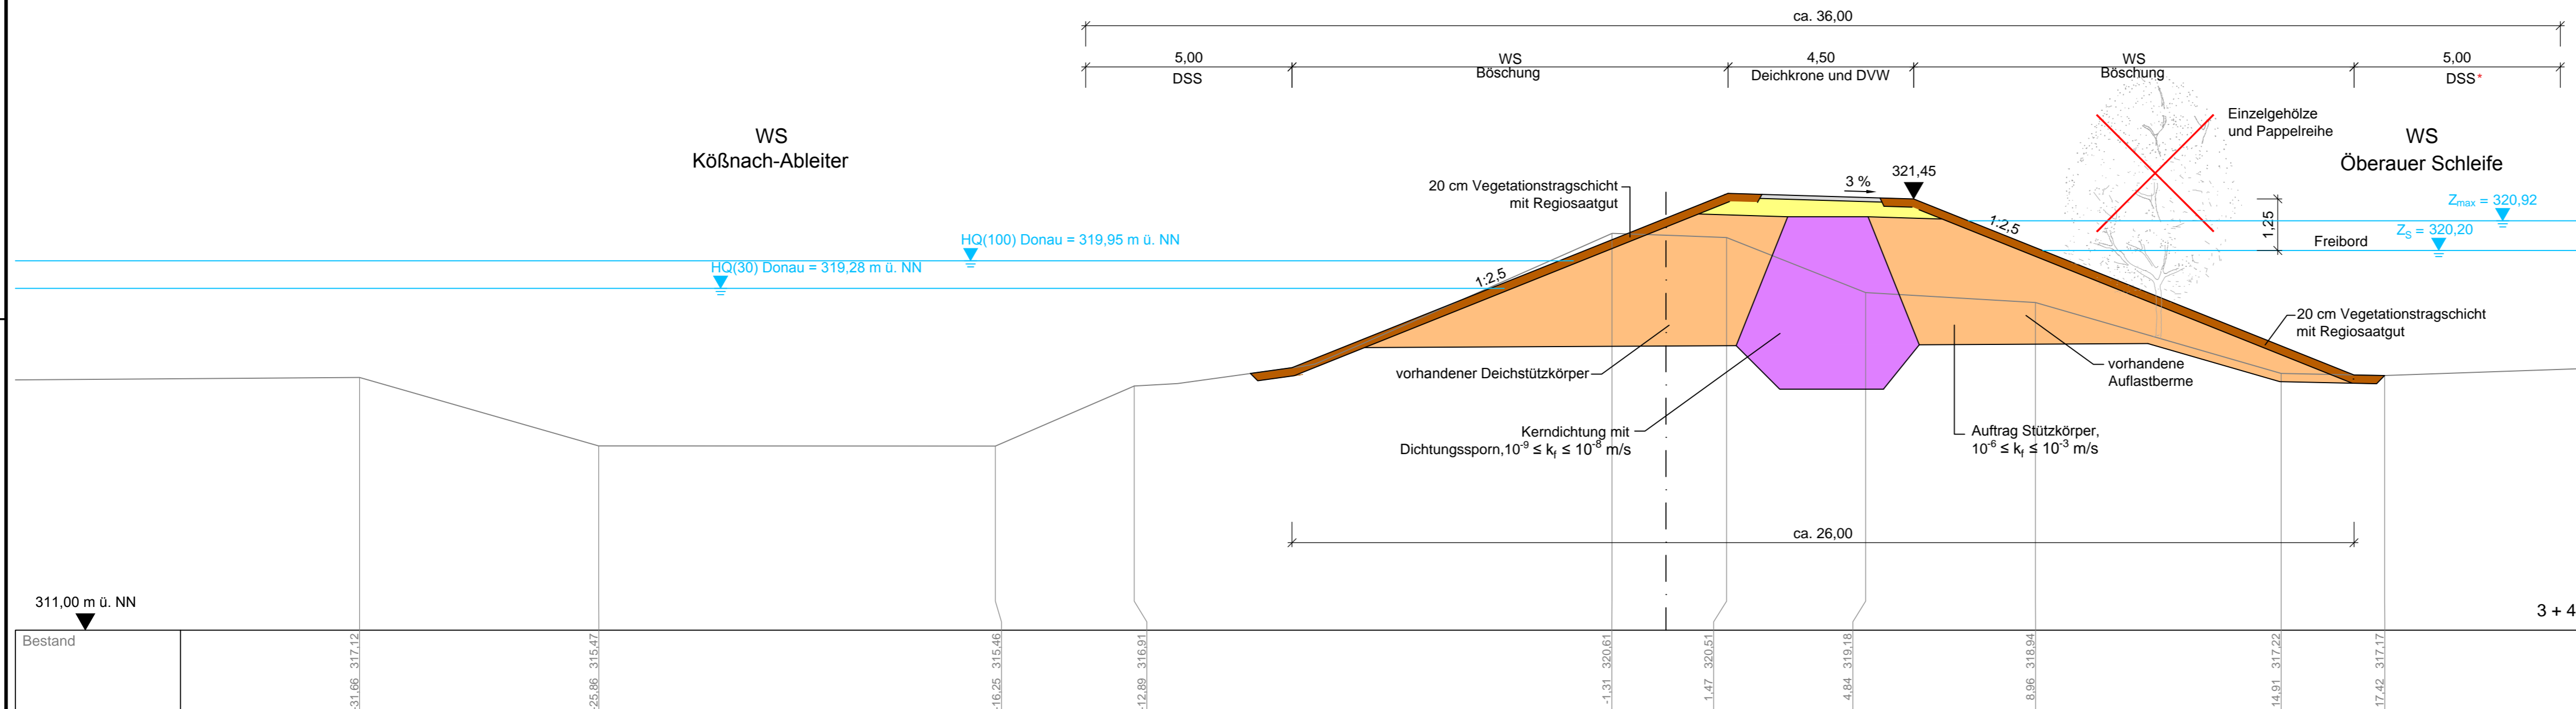 ca. 36,00
5,00
DSS
WS
Böschung
4,50
Deichkrone und DVW
WS
Böschung
5,00
DSS*
WS
Kößnach-Ableiter
Einzelgehölze
und Pappelreihe
WS
Öberauer Schleife
20 cm Vegetationstragschicht
mit Regiosaatgut
3 %
321,45
Zmax = 320,92
1,25
ZS = 320,20
Freibord
1:2,5
HQ(100) Donau = 319,95 m ü. NN
HQ(30) Donau = 319,28 m ü. NN
1:2,5
20 cm Vegetationstragschicht
mit Regiosaatgut
vorhandener Deichstützkörper
vorhandene
Auflastberme
Kerndichtung mit
Dichtungssporn,10⁻⁹ ≤ kf ≤ 10⁻⁸ m/s
Auftrag Stützkörper,
10⁻⁶ ≤ kf ≤ 10⁻³ m/s
ca. 26,00
311,00 m ü. NN
3 + 4
Bestand
-31,66 317,12
-25,86 315,47
-16,25 315,46
-12,89 316,91
-1,31 320,61
1,47 320,51
4,84 319,18
8,96 318,94
14,91 317,22
17,42 317,17